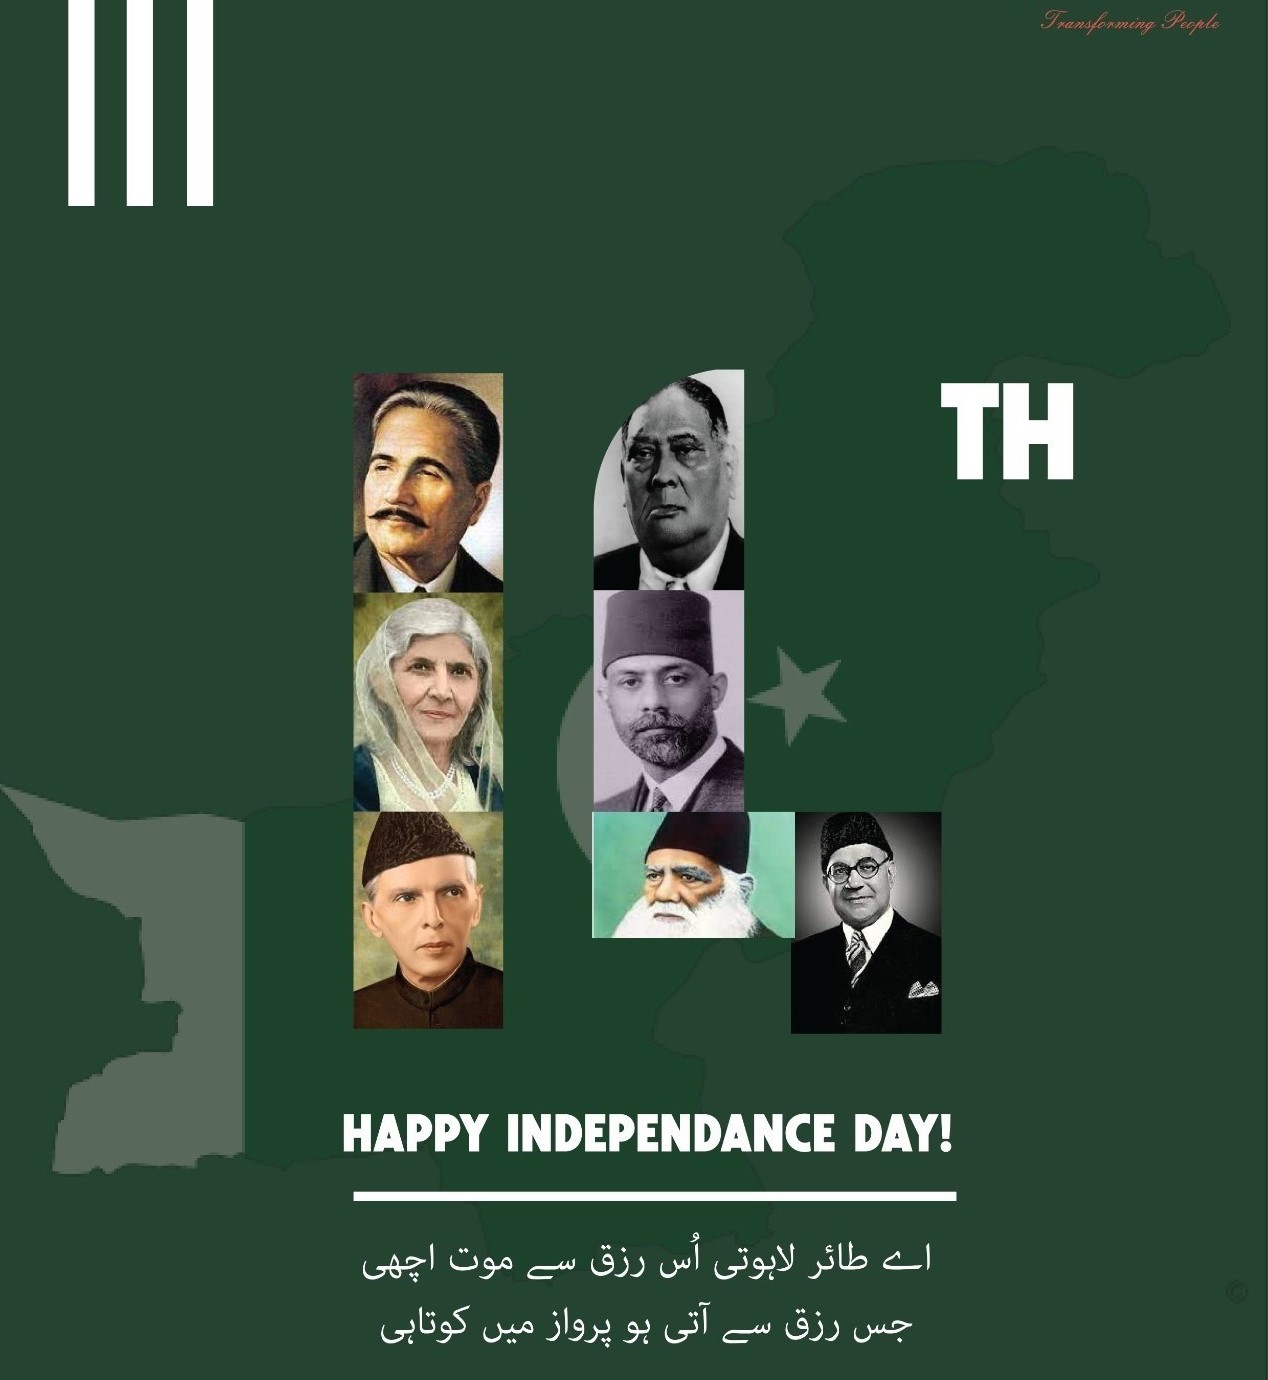 Transforming People
14
TH
HAPPY INDEPENDANCE DAY!
اے طائر لاہوتی اُس رزق سے موت اچھی
جس رزق سے آتی ہو پرواز میں کوتاہی
©